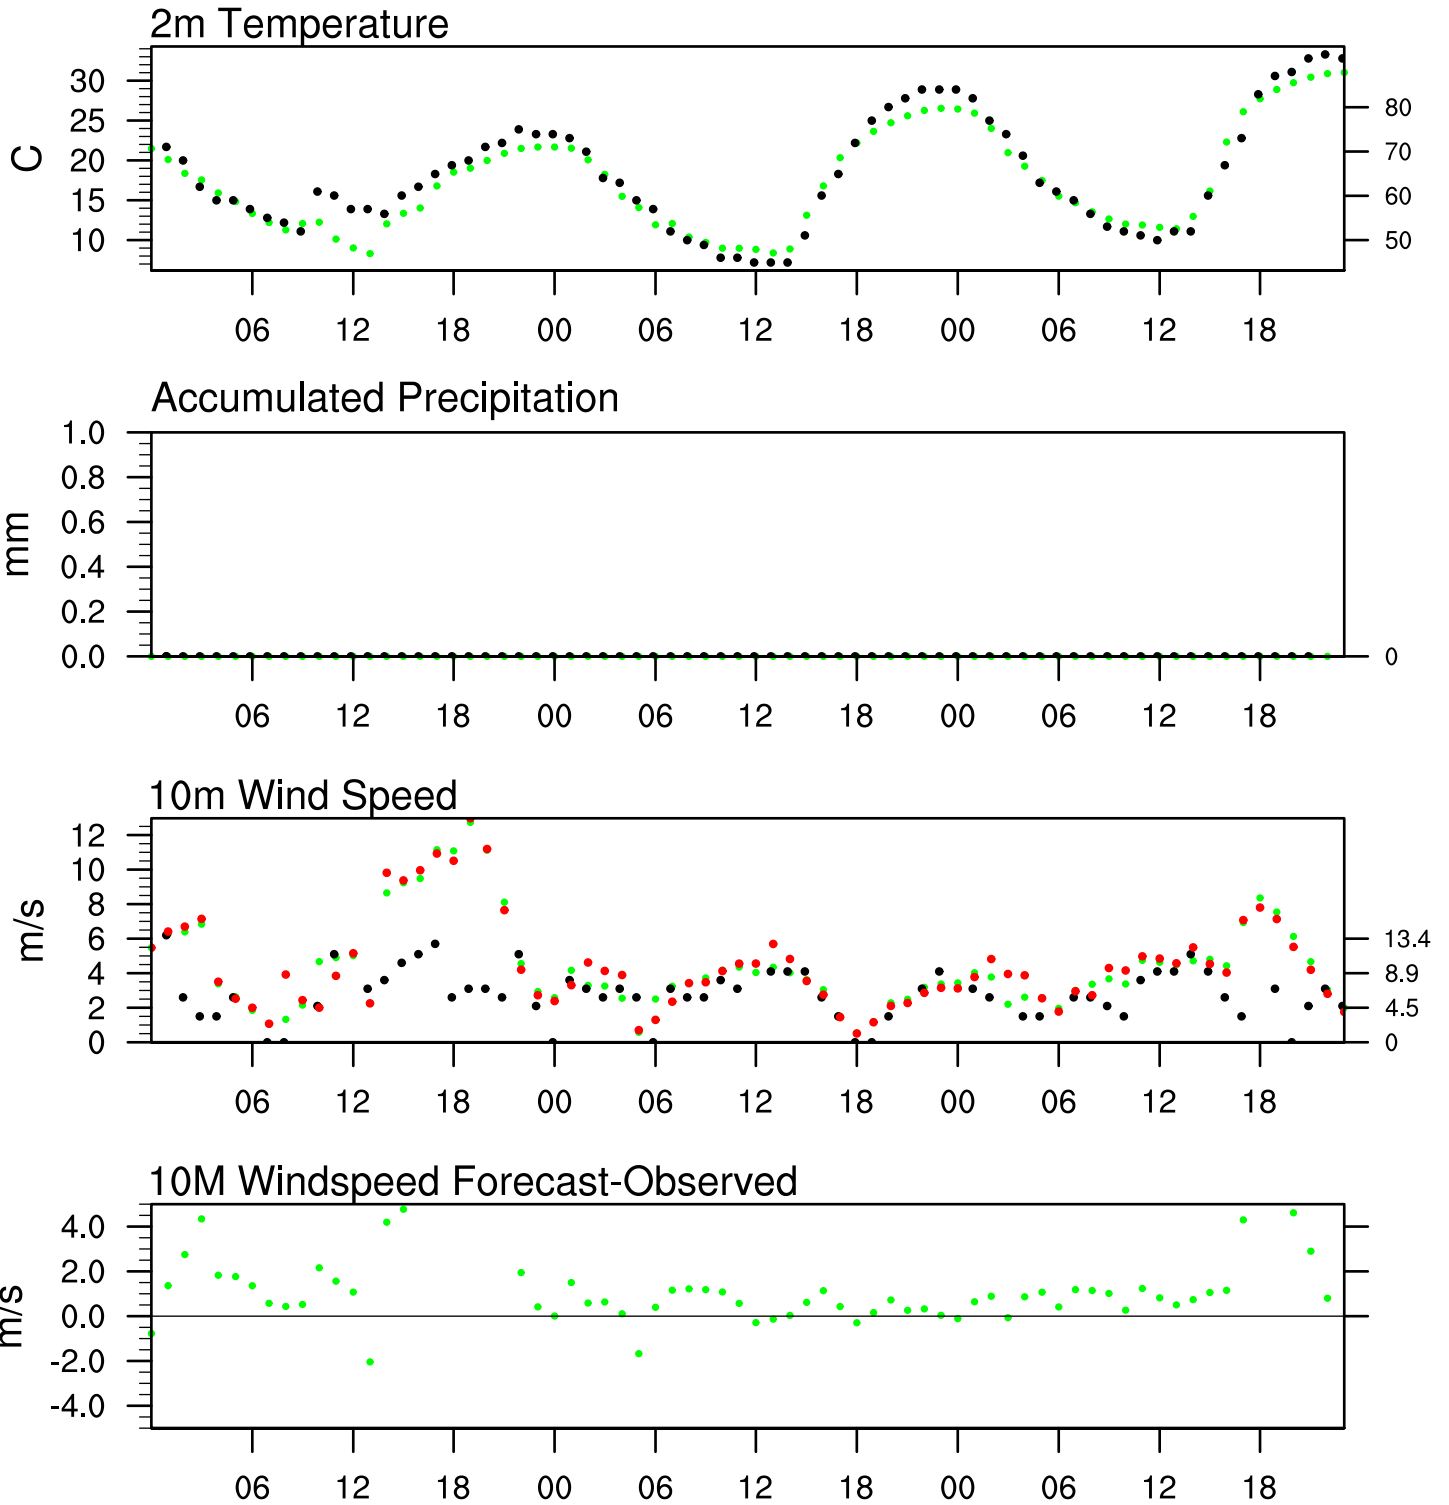 2m Temperature
30
25
20
15
10
C
80
70
60
50
06 12 18 00 06 12 18 00 06 12 18
Accumulated Precipitation
1.0
0.8
0.6
0.4
0.2
0.0
mm
0
06 12 18 00 06 12 18 00 06 12 18
10m Wind Speed
12
10
8
6
4
2
0
m/s
13.4
8.9
4.5
0
06 12 18 00 06 12 18 00 06 12 18
10M Windspeed Forecast-Observed
4.0
2.0
0.0
-2.0
-4.0
m/s
06 12 18 00 06 12 18 00 06 12 18